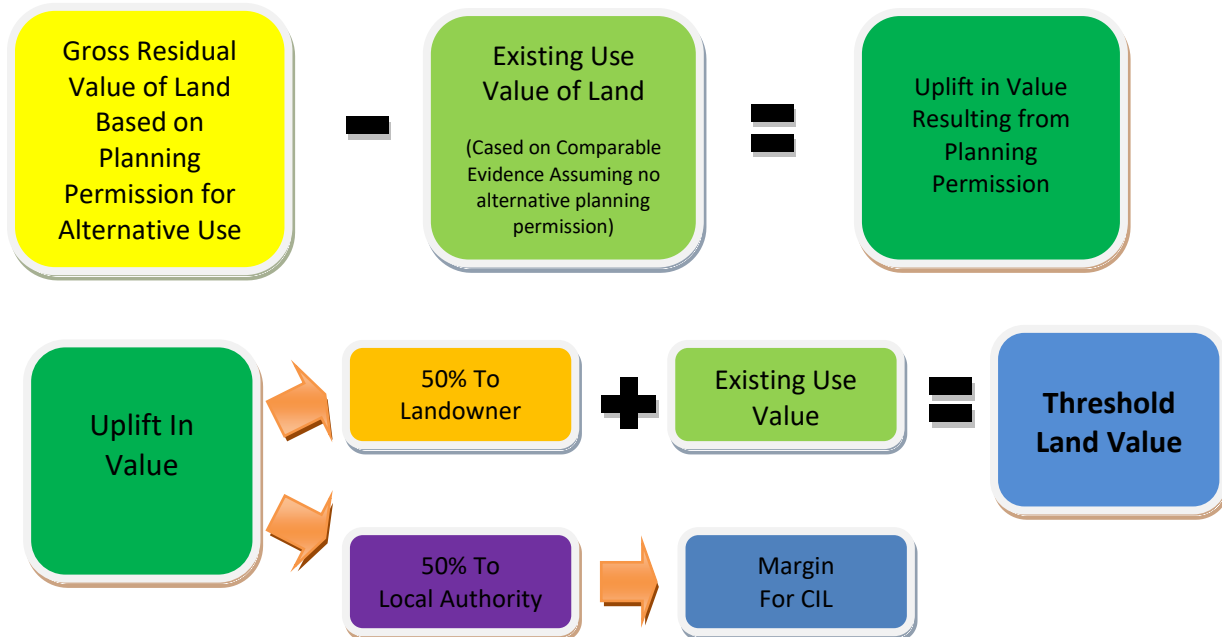 Gross Residual
Value of Land
Based on
Planning
Permission for
Alternative Use
Existing Use
Value of Land
(Cased on Comparable
Evidence Assuming no
alternative planning
permission)
Uplift in Value
Resulting from
Planning
Permission
Uplift In
Value
50% To
Landowner
Existing Use
Value
Threshold
Land Value
50% To
Local Authority
Margin
For CIL